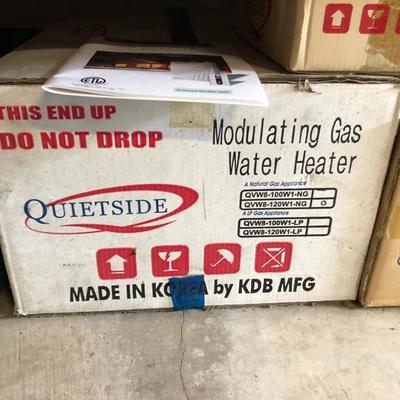 ETL
THIS END UP
DO NOT DROP
Modulating Gas
Water Heater
QUIETSIDE
A Natural Gas Appliance
QVW8-100W1-NG
QVW8-120W1-NG O
A LP Gas Appliance
QVW8-100W1-LP
QVW8-120W1-LP
MADE IN KOREA by KDB MFG